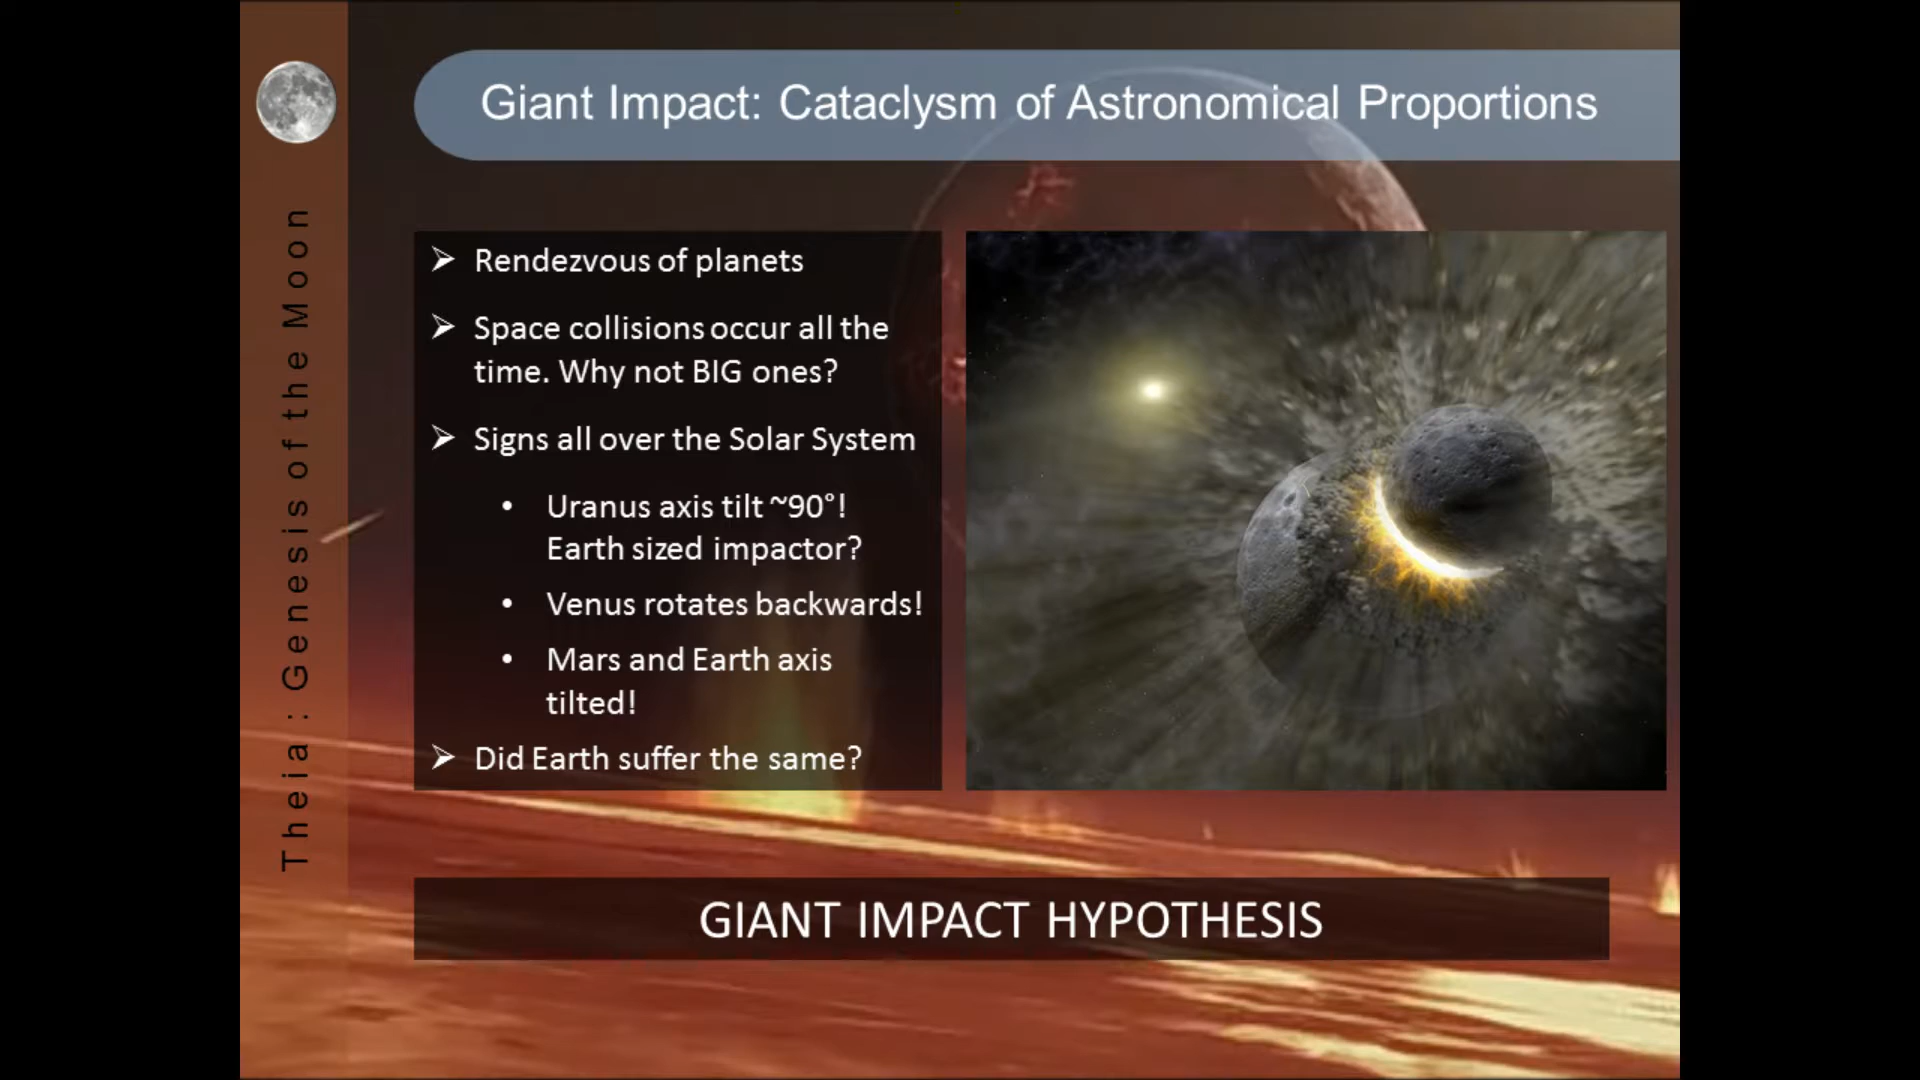 Giant Impact: Cataclysm of Astronomical Proportions
Theia : Genesis of the Moon
➢ Rendezvous of planets
➢ Space collisions occur all the
time. Why not BIG ones?
➢ Signs all over the Solar System
• Uranus axis tilt ~90°!
Earth sized impactor?
• Venus rotates backwards!
• Mars and Earth axis
tilted!
➢ Did Earth suffer the same?
GIANT IMPACT HYPOTHESIS